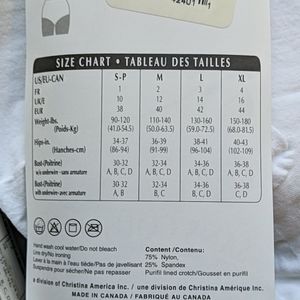 SIZE CHART • TABLEAU DES TAILLES
US/EU-CAN S-P M L XL
FR 1 2 3 4
UK/E 10 12 14 16
EUR 38 40 42 44
Weight-lbs. 90-120 110-140 130-160 150-180
(Poids-Kg) (41.0-54.5) (50.0-63.5) (59.0-72.5) (68.0-81.5)
Hips-in. 34-37 36-39 38-41 40-43
(Hanches-cm) (86-94) (91-99) (96-104) (102-109)
Bust-(Poitrine) 30-32 32-34 34-36 36-38
w/o underwire - sans armature A, B, C, D A, B, C, D A, B, C, D B, C, D
Bust-(Poitrine) 30-32 32-34 34-36 36-38
with underwire-avec armature A, B B, C C, D C, D
Hand wash cool water/Do not bleach
Line dry/No ironing
Laver à la main à l'eau tiède/Pas de javellisant
Suspendre pour sécher/Ne pas repasser
Content/Contenu:
75% Nylon,
25% Spandex
Purifil lined crotch/Gousset en purifil
a division of Christina America Inc. / une division de Christina Amérique Inc.
MADE IN CANADA / FABRIQUÉ AU CANADA